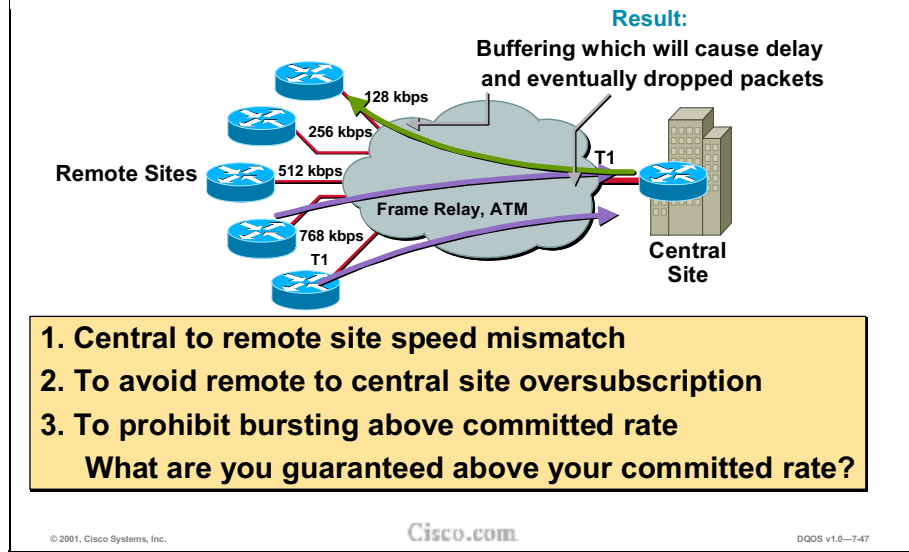 Result:
Buffering which will cause delay
and eventually dropped packets
128 kbps
256 kbps
T1
Remote Sites
512 kbps
Frame Relay, ATM
768 kbps
T1
Central
Site
1. Central to remote site speed mismatch
2. To avoid remote to central site oversubscription
3. To prohibit bursting above committed rate
What are you guaranteed above your committed rate?
© 2001, Cisco Systems, Inc.
Cisco.com
DQOS v1.0—7-47